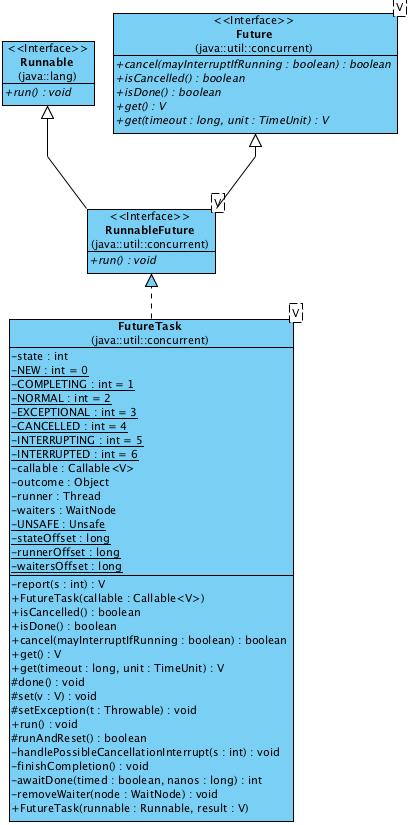 V
<<Interface>>
Future
(java::util::concurrent)
+cancel(mayInterruptIfRunning : boolean) : boolean
+isCancelled() : boolean
+isDone() : boolean
+get() : V
+get(timeout : long, unit : TimeUnit) : V
<<Interface>>
Runnable
(java::lang)
+run() : void
V
<<Interface>>
RunnableFuture
(java::util::concurrent)
+run() : void
V
FutureTask
(java::util::concurrent)
-state : int
-NEW : int = 0
-COMPLETING : int = 1
-NORMAL : int = 2
-EXCEPTIONAL : int = 3
-CANCELLED : int = 4
-INTERRUPTING : int = 5
-INTERRUPTED : int = 6
-callable : Callable<V>
-outcome : Object
-runner : Thread
-waiters : WaitNode
-UNSAFE : Unsafe
-stateOffset : long
-runnerOffset : long
-waitersOffset : long
-report(s : int) : V
+FutureTask(callable : Callable<V>)
+isCancelled() : boolean
+isDone() : boolean
+cancel(mayInterruptIfRunning : boolean) : boolean
+get() : V
+get(timeout : long, unit : TimeUnit) : V
#done() : void
#set(v : V) : void
#setException(t : Throwable) : void
+run() : void
#runAndReset() : boolean
-handlePossibleCancellationInterrupt(s : int) : void
-finishCompletion() : void
-awaitDone(timed : boolean, nanos : long) : int
-removeWaiter(node : WaitNode) : void
+FutureTask(runnable : Runnable, result : V)